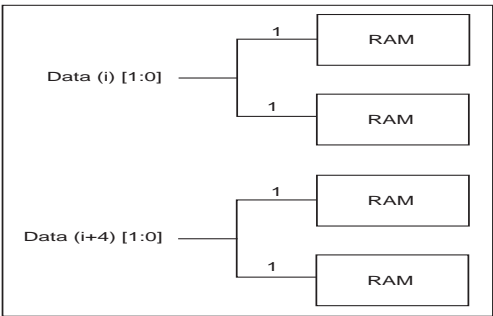 1
RAM
Data (i) [1:0]
1
RAM
1
RAM
Data (i+4) [1:0]
1
RAM